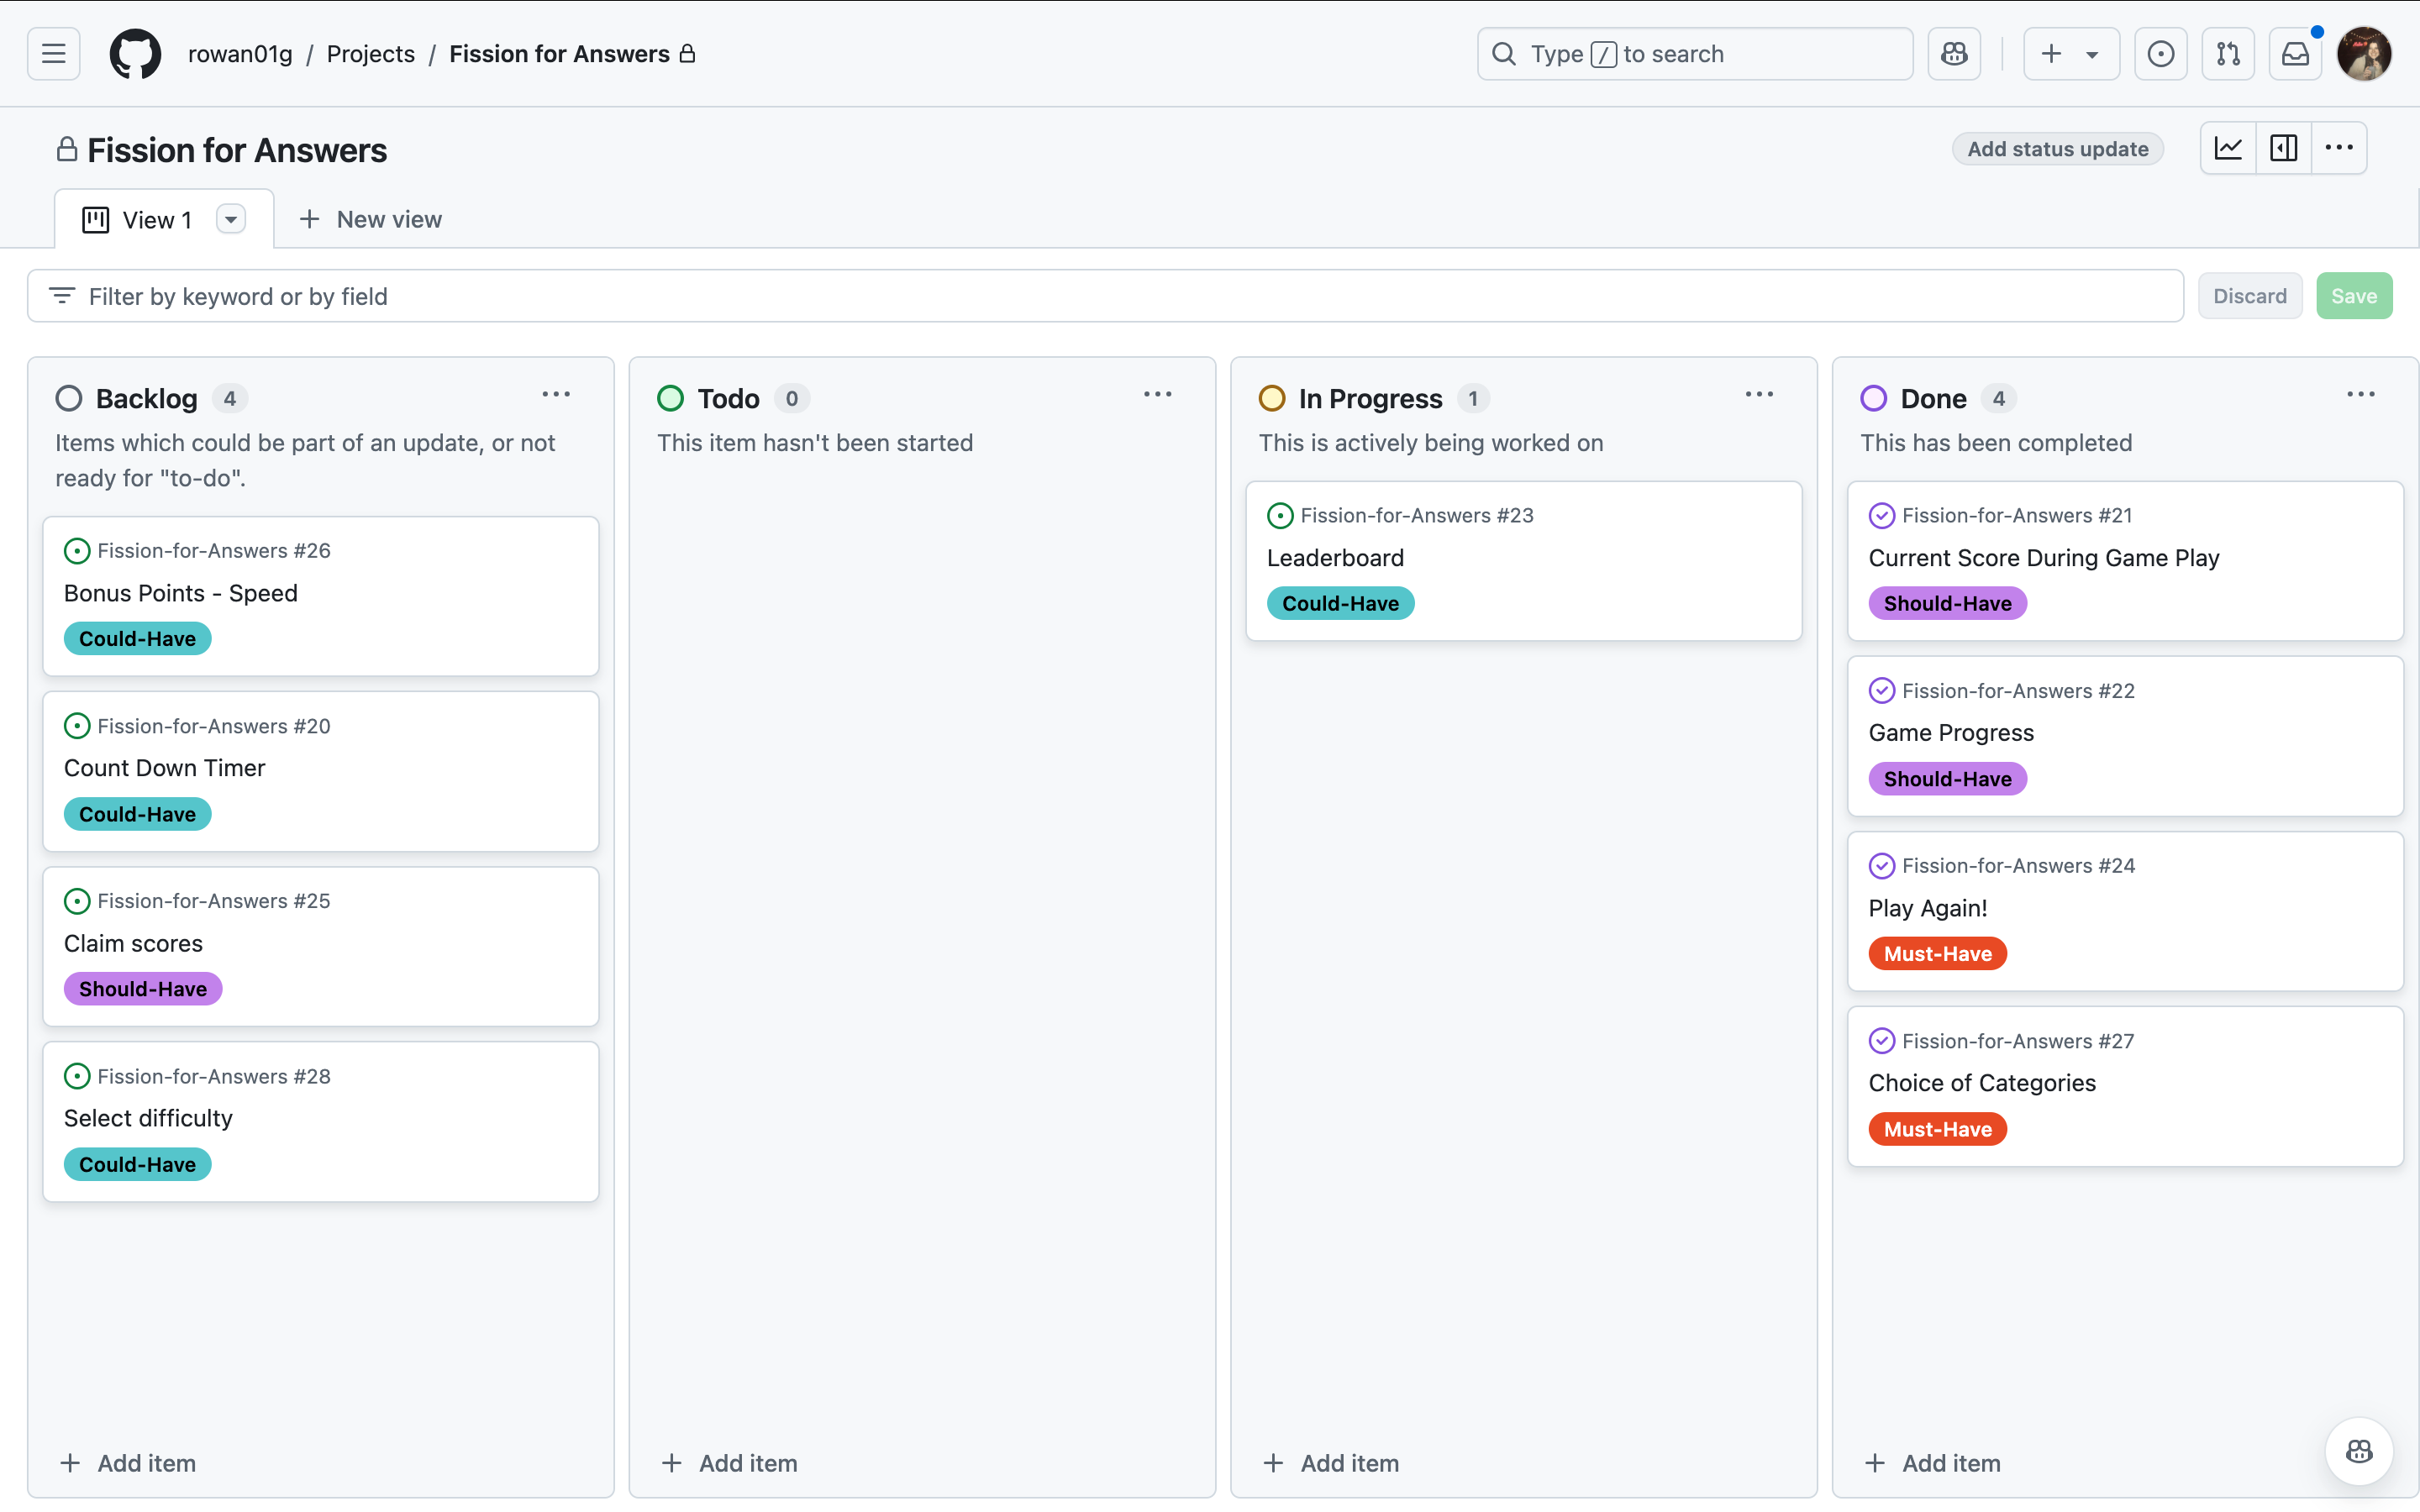 rowan01g / Projects / Fission for Answers
Type / to search
Fission for Answers
Add status update
View 1
New view
Filter by keyword or by field
Discard
Save
Backlog 4
Items which could be part of an update, or not
ready for "to-do".
Fission-for-Answers #26
Bonus Points - Speed
Could-Have
Fission-for-Answers #20
Count Down Timer
Could-Have
Fission-for-Answers #25
Claim scores
Should-Have
Fission-for-Answers #28
Select difficulty
Could-Have
Add item
Todo 0
This item hasn't been started
Add item
In Progress 1
This is actively being worked on
Fission-for-Answers #23
Leaderboard
Could-Have
Add item
Done 4
This has been completed
Fission-for-Answers #21
Current Score During Game Play
Should-Have
Fission-for-Answers #22
Game Progress
Should-Have
Fission-for-Answers #24
Play Again!
Must-Have
Fission-for-Answers #27
Choice of Categories
Must-Have
Add item